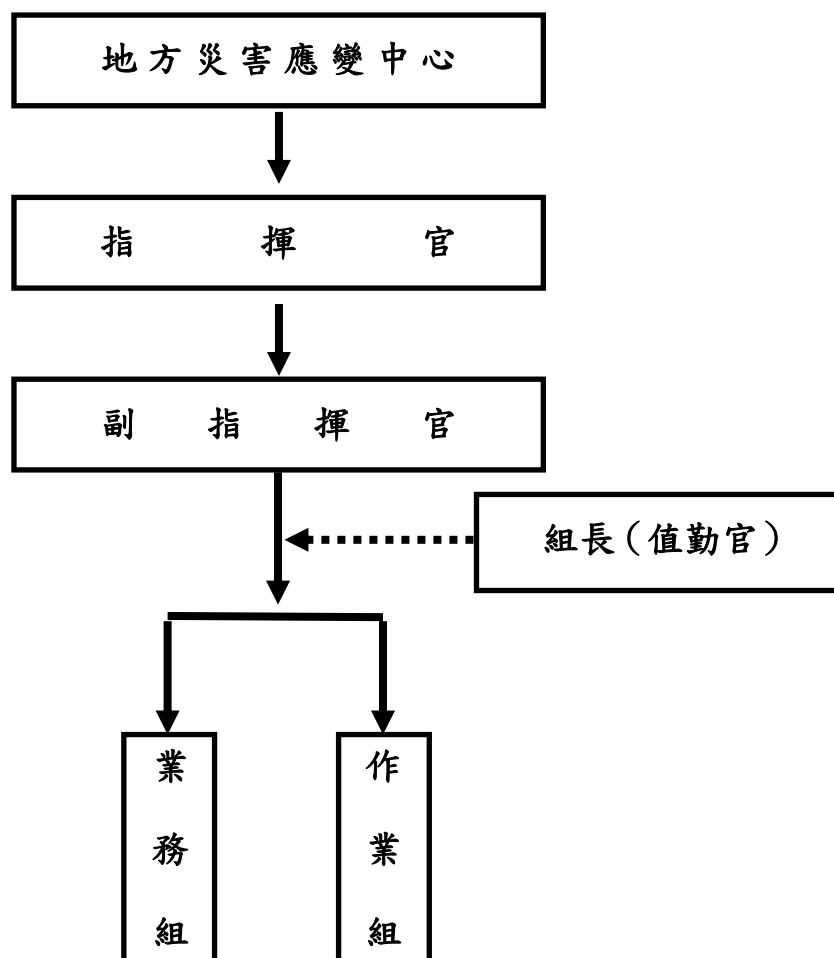 地方災害應變中心
指揮官
副指揮官
組長(值勤官)
業務組
作業組